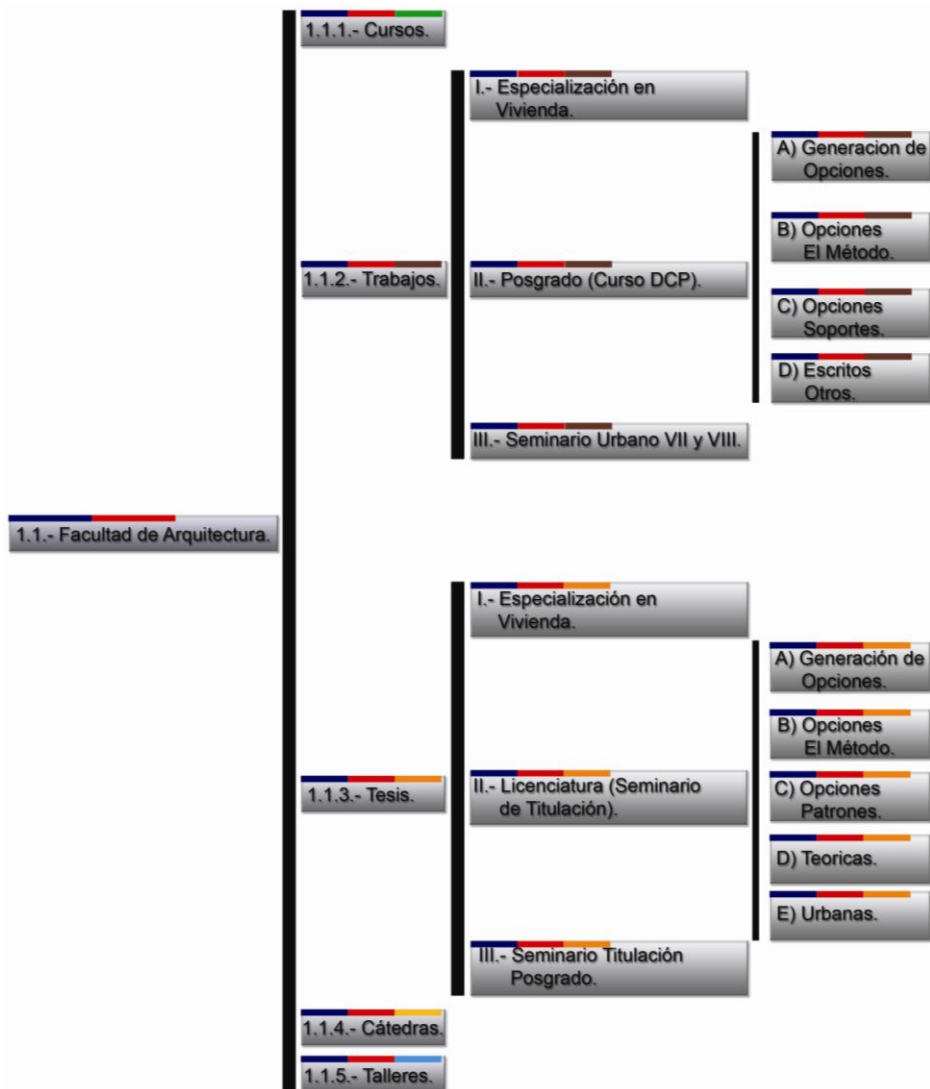 1.1.- Facultad de Arquitectura.
1.1.1.- Cursos.
1.1.2.- Trabajos.
I.- Especialización en
Vivienda.
II.- Posgrado (Curso DCP).
A) Generacion de
Opciones.
B) Opciones
El Método.
C) Opciones
Soportes.
D) Escritos
Otros.
III.- Seminario Urbano VII y VIII.
1.1.3.- Tesis.
I.- Especialización en
Vivienda.
II.- Licenciatura (Seminario
de Titulación).
A) Generación de
Opciones.
B) Opciones
El Método.
C) Opciones
Patrones.
D) Teoricas.
E) Urbanas.
III.- Seminario Titulación
Posgrado.
1.1.4.- Cátedras.
1.1.5.- Talleres.